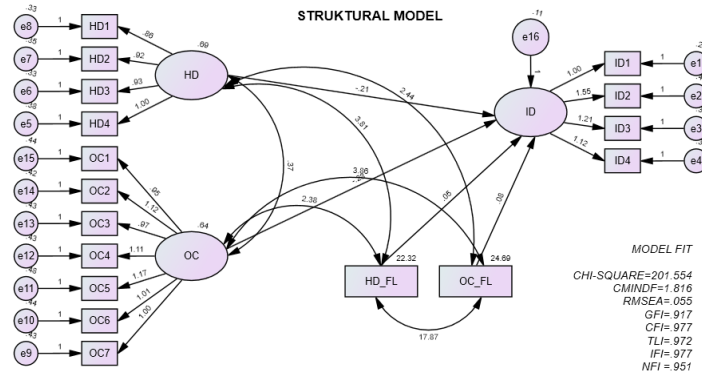 STRUKTURAL MODEL
e8
.33
1
HD1
.86
e7
.35
1
HD2
.92
e6
.33
1
HD3
.93
e5
.38
1
HD4
1.00
.69
HD
e15
.44
1
OC1
.95
e14
.42
1
OC2
1.12
e13
.43
1
OC3
.97
e12
.43
1
OC4
1.11
e11
.48
1
OC5
1.17
e10
.44
1
OC6
1.01
e9
.43
1
OC7
1.00
.64
OC
.37
-.21
2.44
3.81
3.86
2.38
.05
.08
-.11
e16
1
ID
1.00
ID1
1
1.55
ID2
1
1.21
ID3
1
1.12
ID4
1
22.32
HD_FL
24.69
OC_FL
17.87
MODEL FIT
CHI-SQUARE=201.554
CMINDF=1.816
RMSEA=.055
GFI=.917
CFI=.977
TLI=.972
IFI=.977
NFI =.951